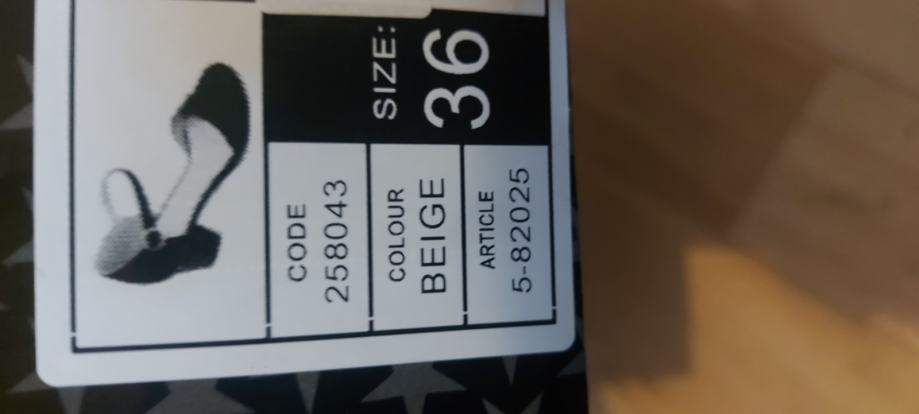 CODE
258043
COLOUR
BEIGE
ARTICLE
5-82025
SIZE:
36